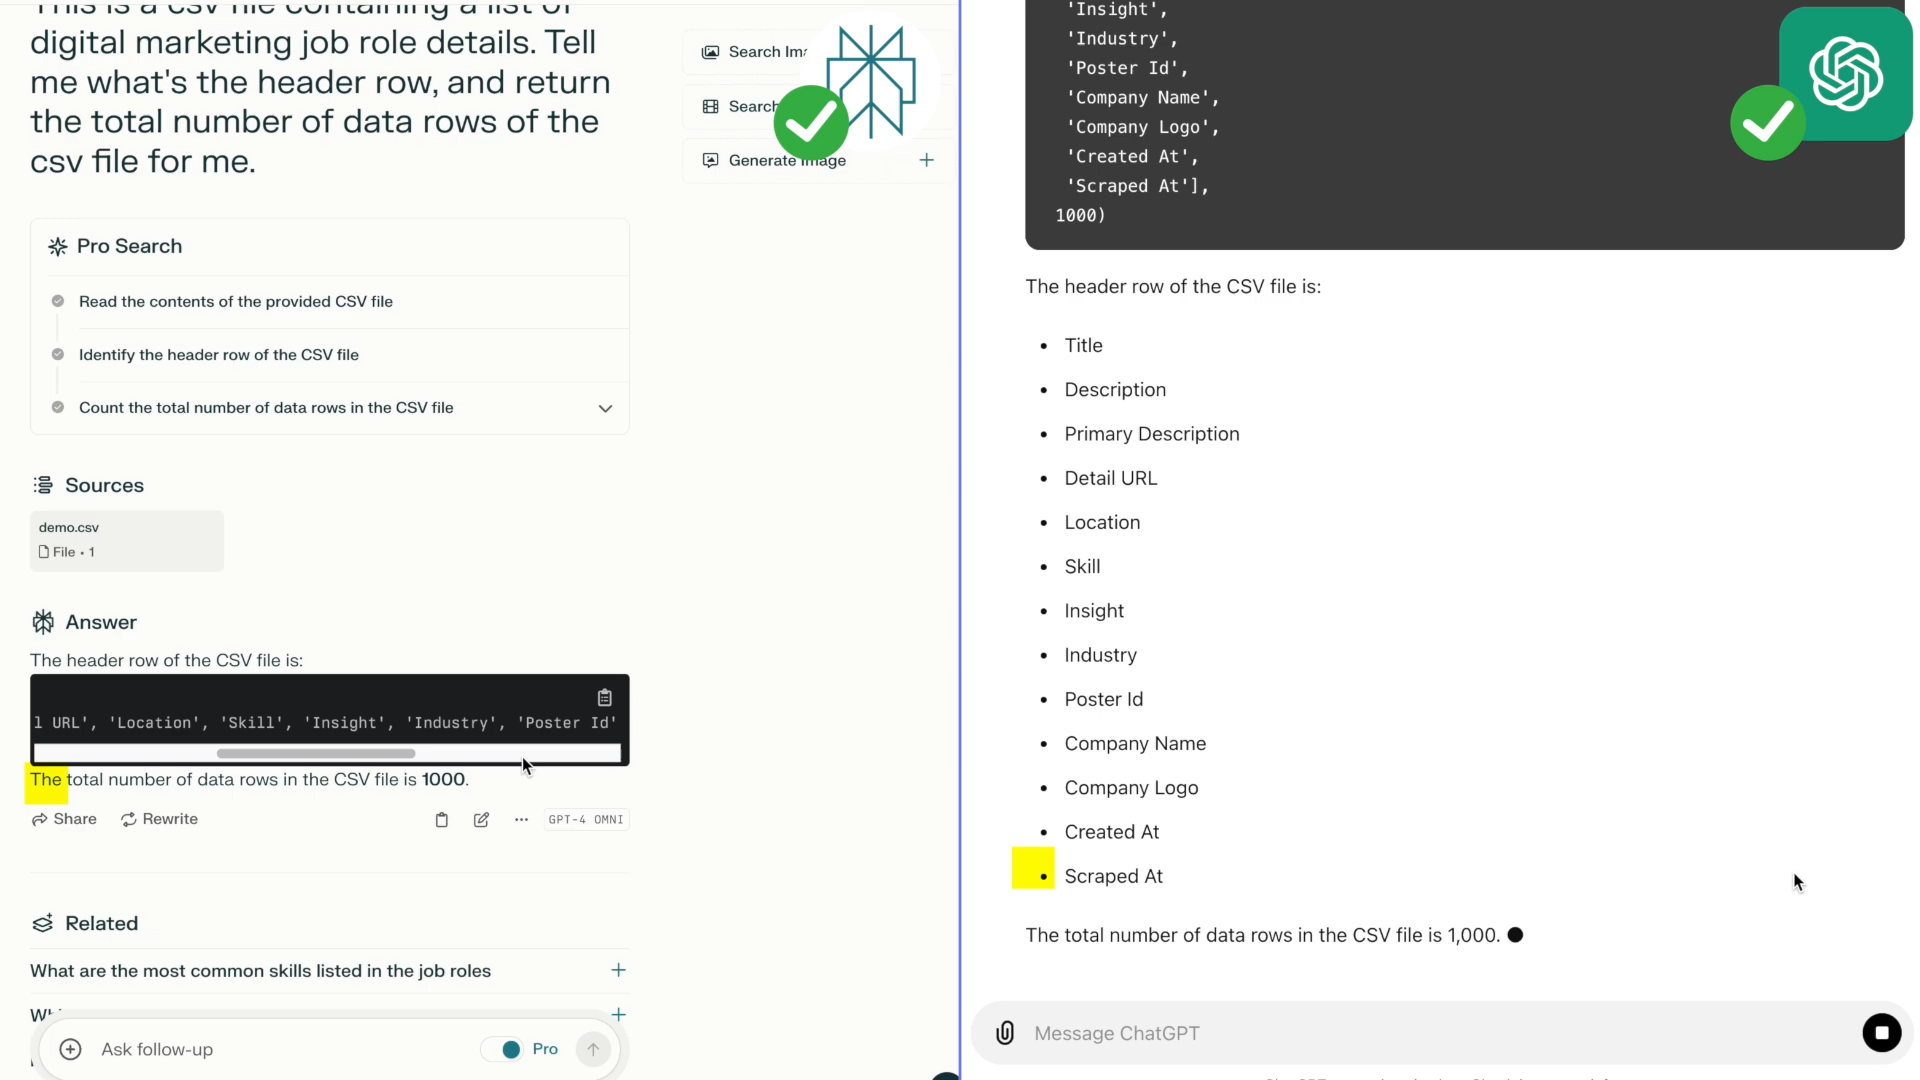 This is a csv file containing a list of
digital marketing job role details. Tell
me what's the header row, and return
the total number of data rows of the
csv file for me.
Pro Search
Read the contents of the provided CSV file
Identify the header row of the CSV file
Count the total number of data rows in the CSV file
Sources
demo.csv
File • 1
Answer
The header row of the CSV file is:
l URL', 'Location', 'Skill', 'Insight', 'Industry', 'Poster Id'
The total number of data rows in the CSV file is 1000.
Share Rewrite ... GPT-4 OMNI
Related
What are the most common skills listed in the job roles
Ask follow-up Pro
Search
Search
Generate Image
'Insight',
'Industry',
'Poster Id',
'Company Name',
'Company Logo',
'Created At',
'Scraped At'],
1000)
The header row of the CSV file is:
• Title
• Description
• Primary Description
• Detail URL
• Location
• Skill
• Insight
• Industry
• Poster Id
• Company Name
• Company Logo
• Created At
• Scraped At
The total number of data rows in the CSV file is 1,000.
Message ChatGPT